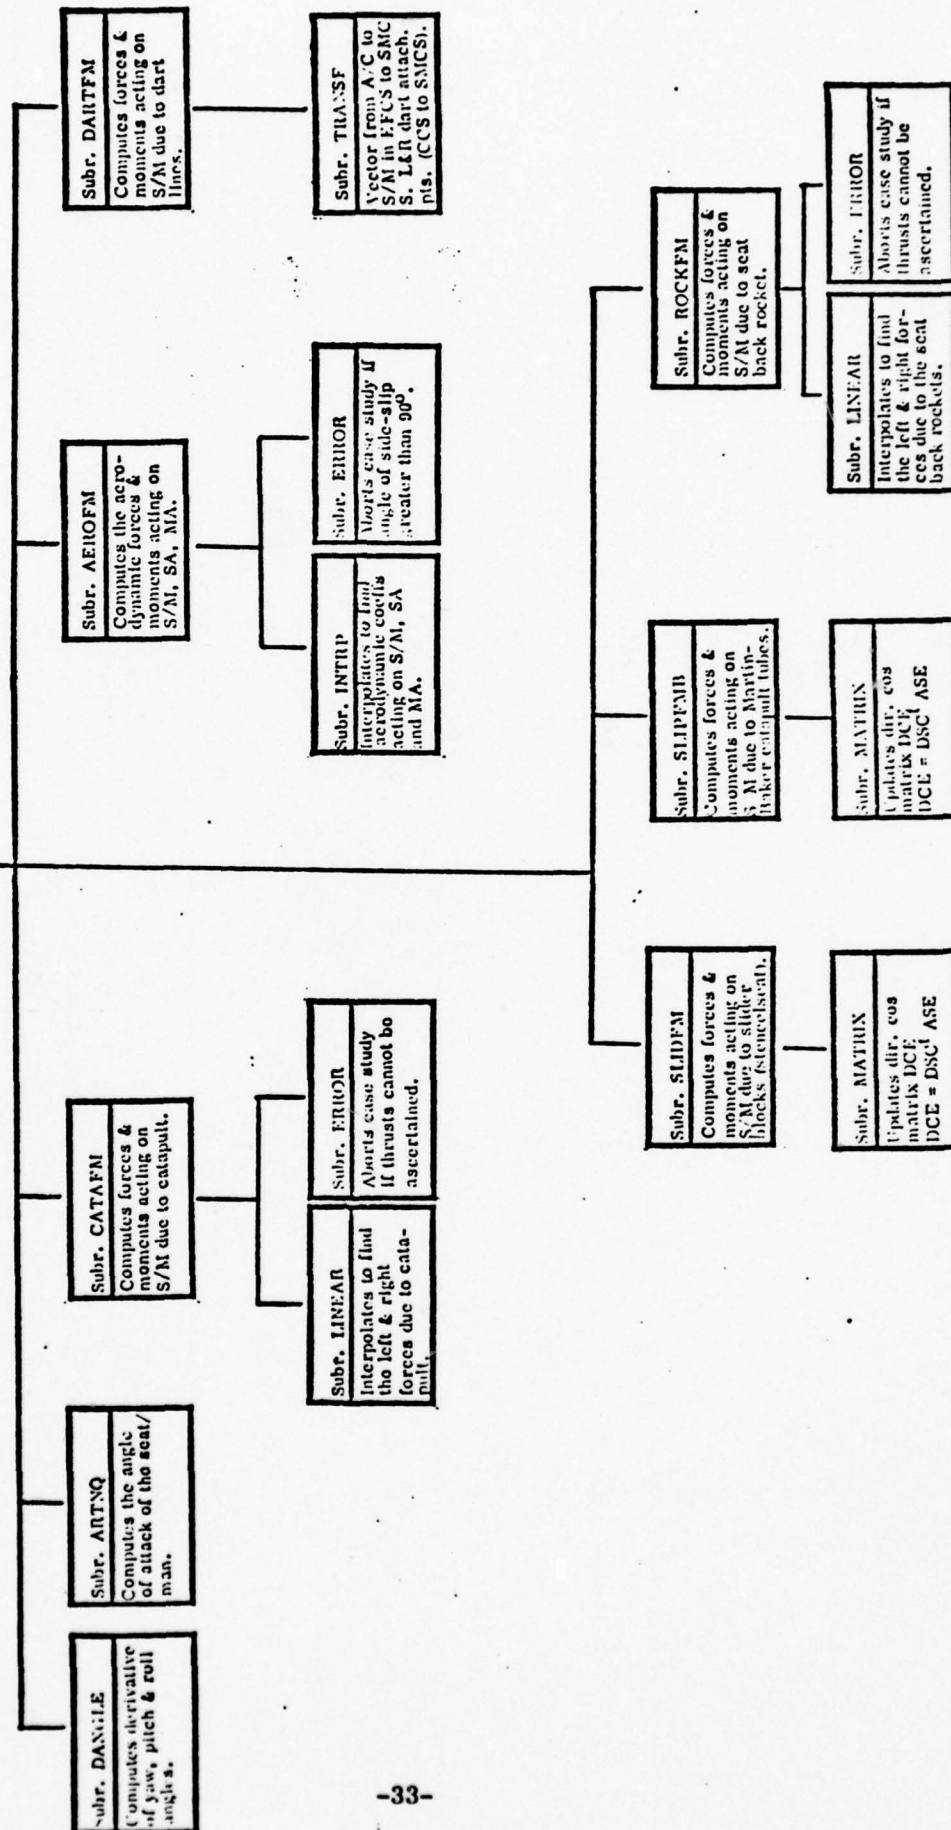 Subr. DANGLE
Computes derivative
of yaw, pitch & roll
angles.
Subr. ARTNQ
Computes the angle
of attack of the seat/
man.
Subr. CATAFM
Computes forces &
moments acting on
S/M due to catapult.
Subr. LINEAR
Interpolates to find
the left & right
forces due to cata-
pult.
Subr. ERROR
Aborts case study
if thrusts cannot be
ascertained.
Subr. AEROFM
Computes the aero-
dynamic forces &
moments acting on
S/M, SA, MA.
Subr. INTRP
Interpolates to find
aerodynamic coeffs
acting on S/M, SA
and MA.
Subr. ERROR
Aborts case study if
angle of side-slip
greater than 90°.
Subr. DARTFM
Computes forces &
moments acting on
S/M due to dart
lines.
Subr. TRANSF
Vector from A/C to
S/M in EFCS to SMC
S. L&R dart attach.
pts. (CCS to SMCS).
Subr. SLIDFM
Computes forces &
moments acting on
S/M due to slider
blocks (stencelseat).
Subr. MATRIX
Updates dir. cos
matrix DCE
DCE = DSCᵗ ASE
Subr. SLIPFMB
Computes forces &
moments acting on
S M due to Martin-
Baker catapult tubes.
Subr. MATRIX
Updates dir. cos
matrix DCE
DCE = DSCᵗ ASE
Subr. ROCKFM
Computes forces &
moments acting on
S/M due to seat
back rocket.
Subr. LINEAR
Interpolates to find
the left & right for-
ces due to the seat
back rockets.
Subr. ERROR
Aborts case study if
thrusts cannot be
ascertained.
-33-